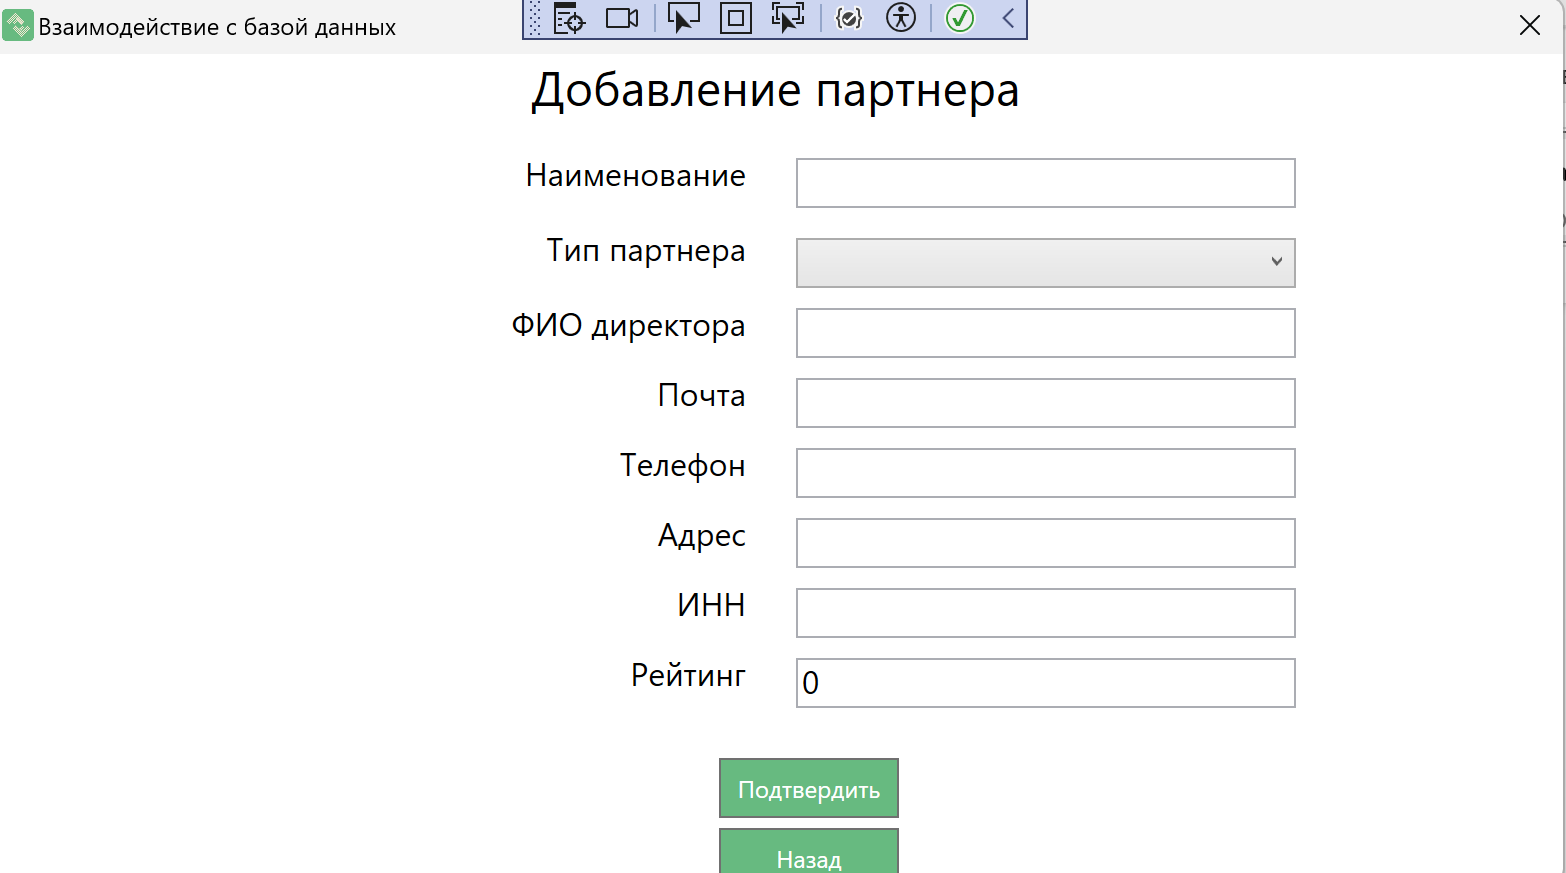 Взаимодействие с базой данных
Добавление партнера
Наименование
Тип партнера
ФИО директора
Почта
Телефон
Адрес
ИНН
Рейтинг 0
Подтвердить
Назад